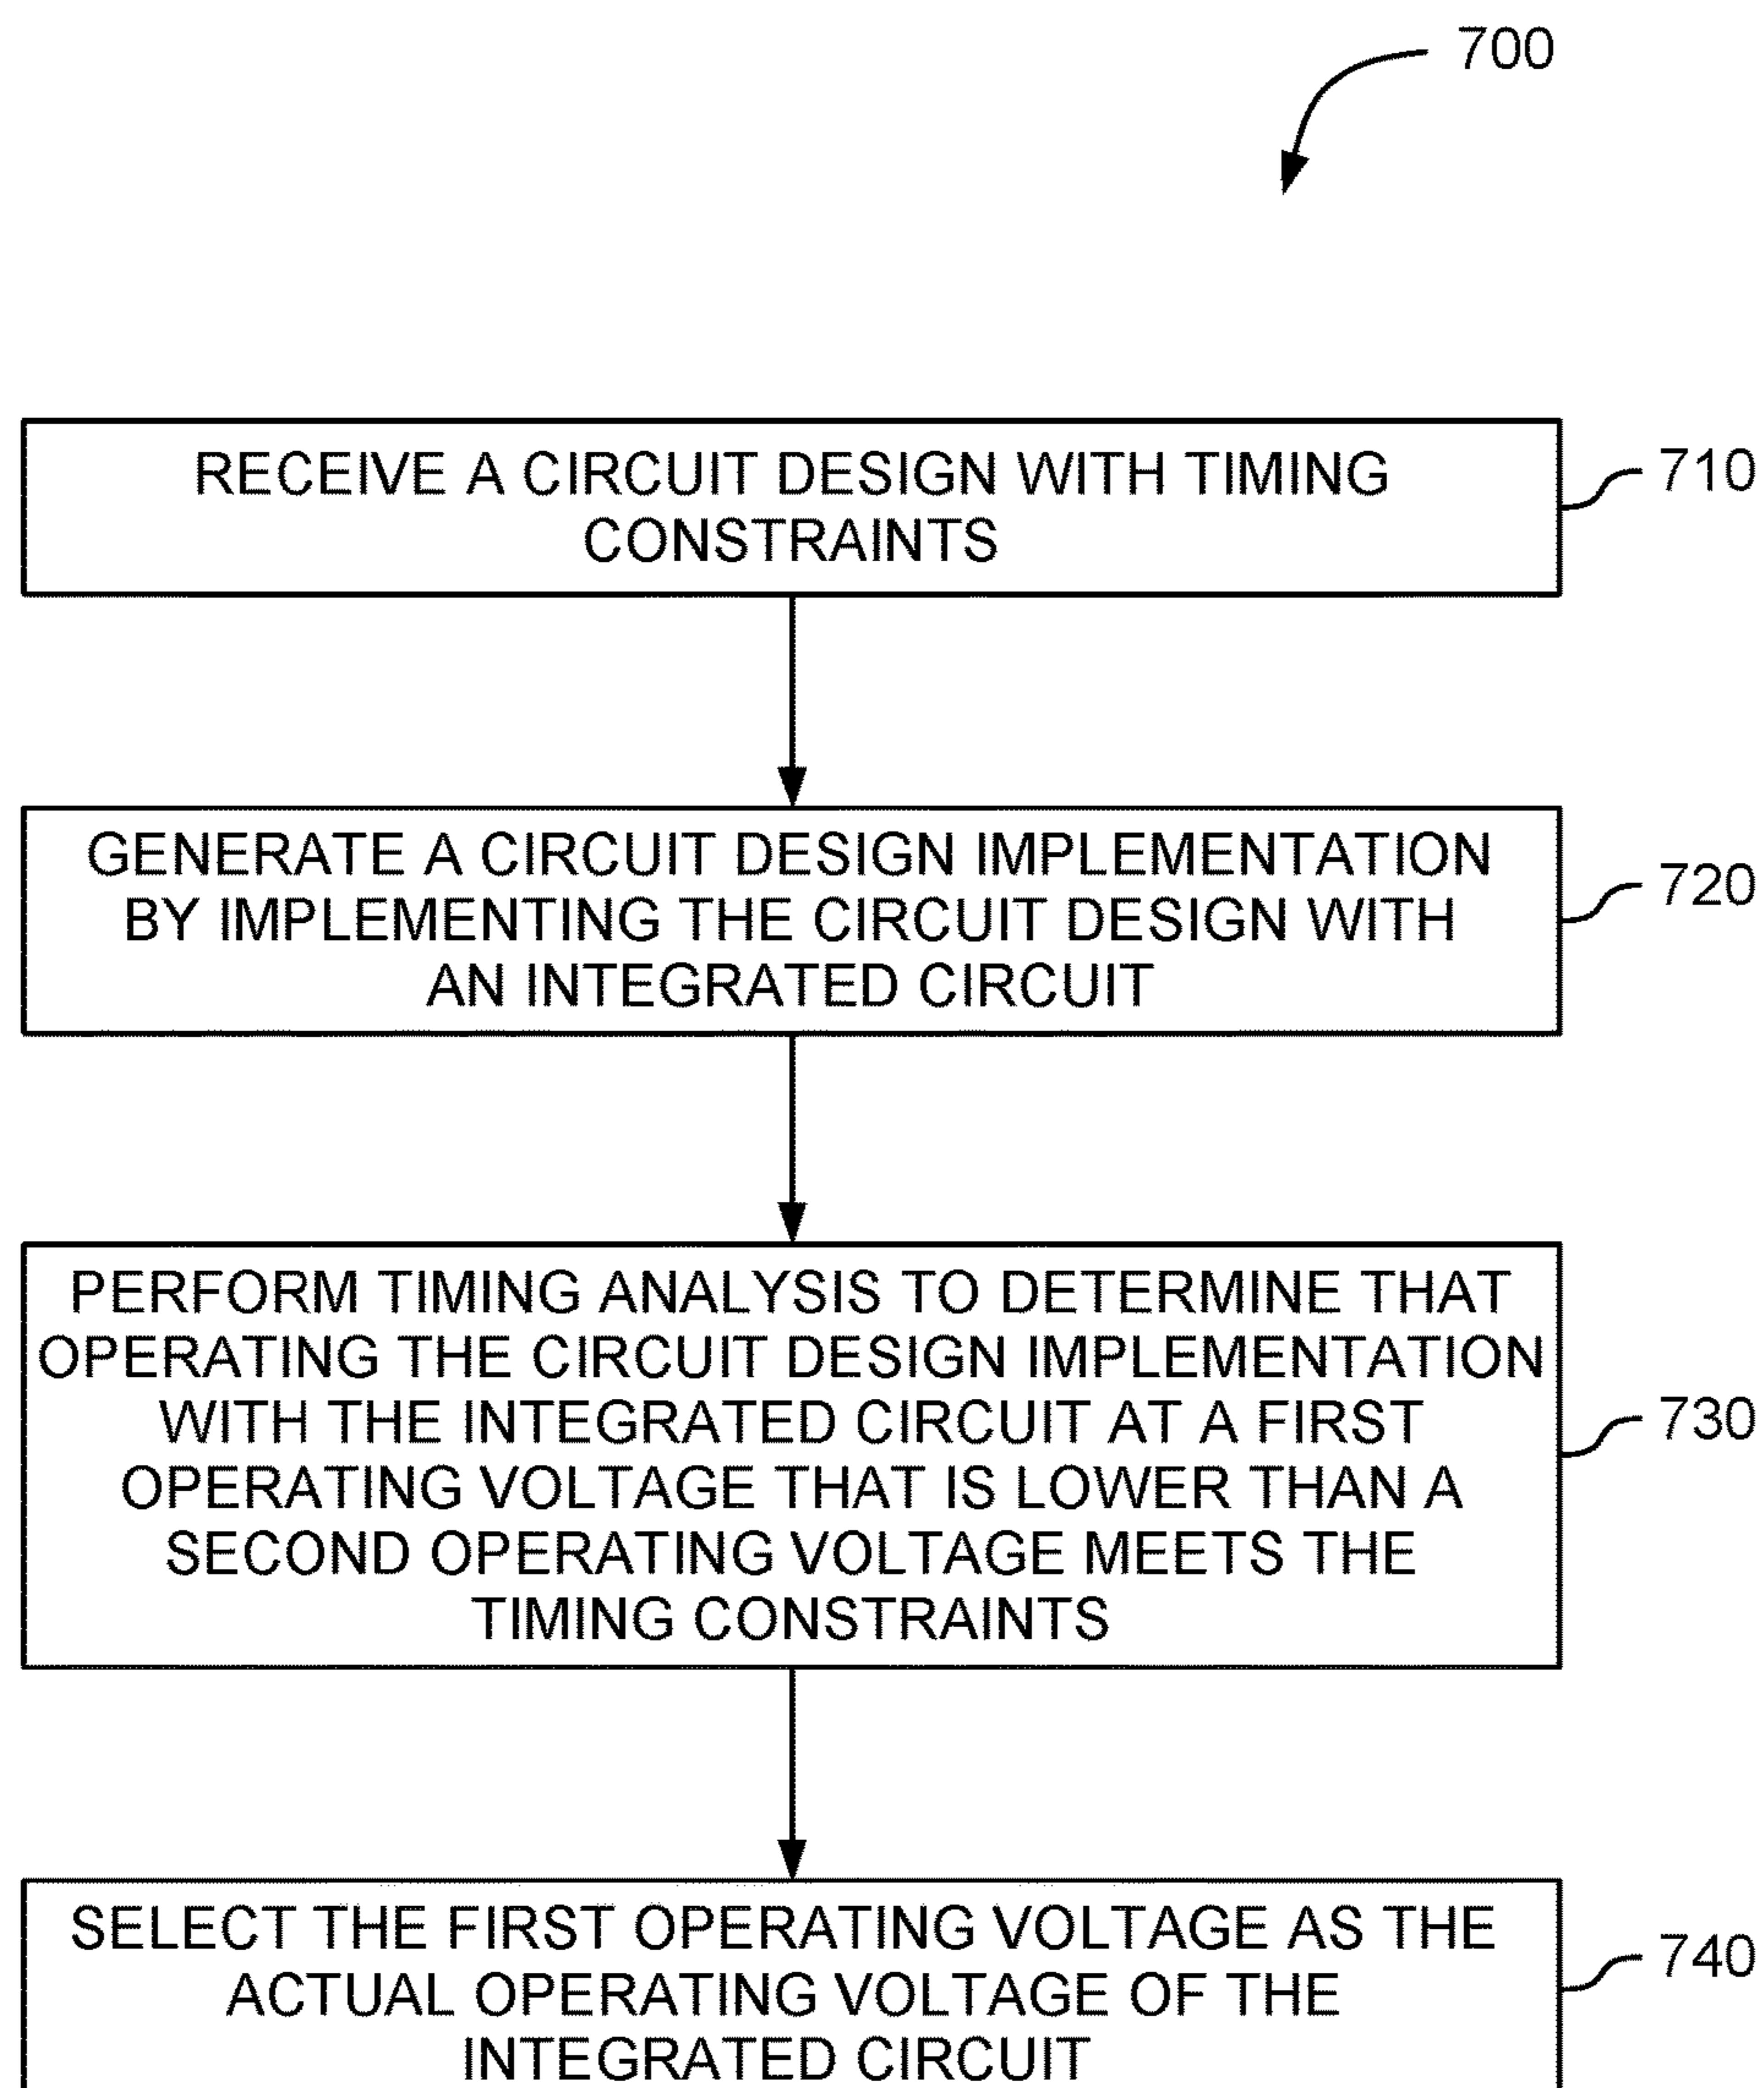 700
RECEIVE A CIRCUIT DESIGN WITH TIMING
CONSTRAINTS
710
GENERATE A CIRCUIT DESIGN IMPLEMENTATION
BY IMPLEMENTING THE CIRCUIT DESIGN WITH
AN INTEGRATED CIRCUIT
720
PERFORM TIMING ANALYSIS TO DETERMINE THAT
OPERATING THE CIRCUIT DESIGN IMPLEMENTATION
WITH THE INTEGRATED CIRCUIT AT A FIRST
OPERATING VOLTAGE THAT IS LOWER THAN A
SECOND OPERATING VOLTAGE MEETS THE
TIMING CONSTRAINTS
730
SELECT THE FIRST OPERATING VOLTAGE AS THE
ACTUAL OPERATING VOLTAGE OF THE
INTEGRATED CIRCUIT
740